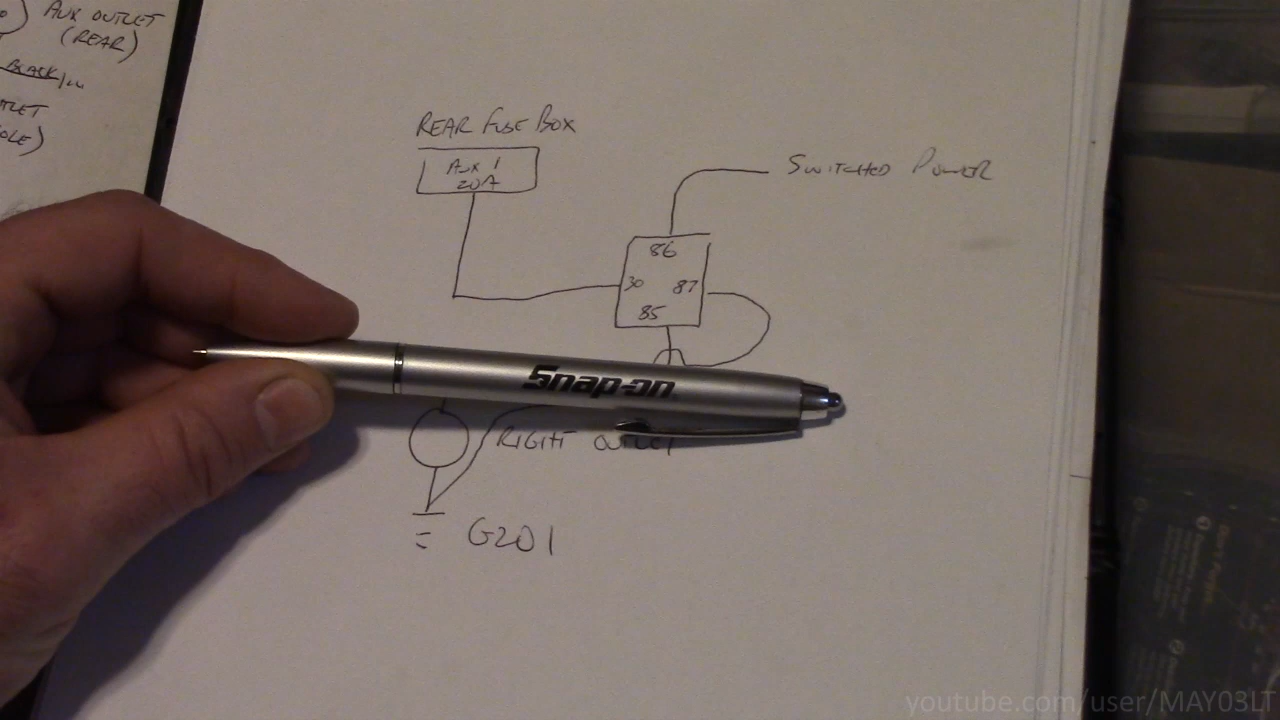 AUX OUTLET
(REAR)
BLACK/
REAR FUSE BOX
AUX 1
20A
SWITCHED POWER
86
30 87
85
Snap-on
RIGHT OUTLET
G201
youtube.com/user/MAY03LT